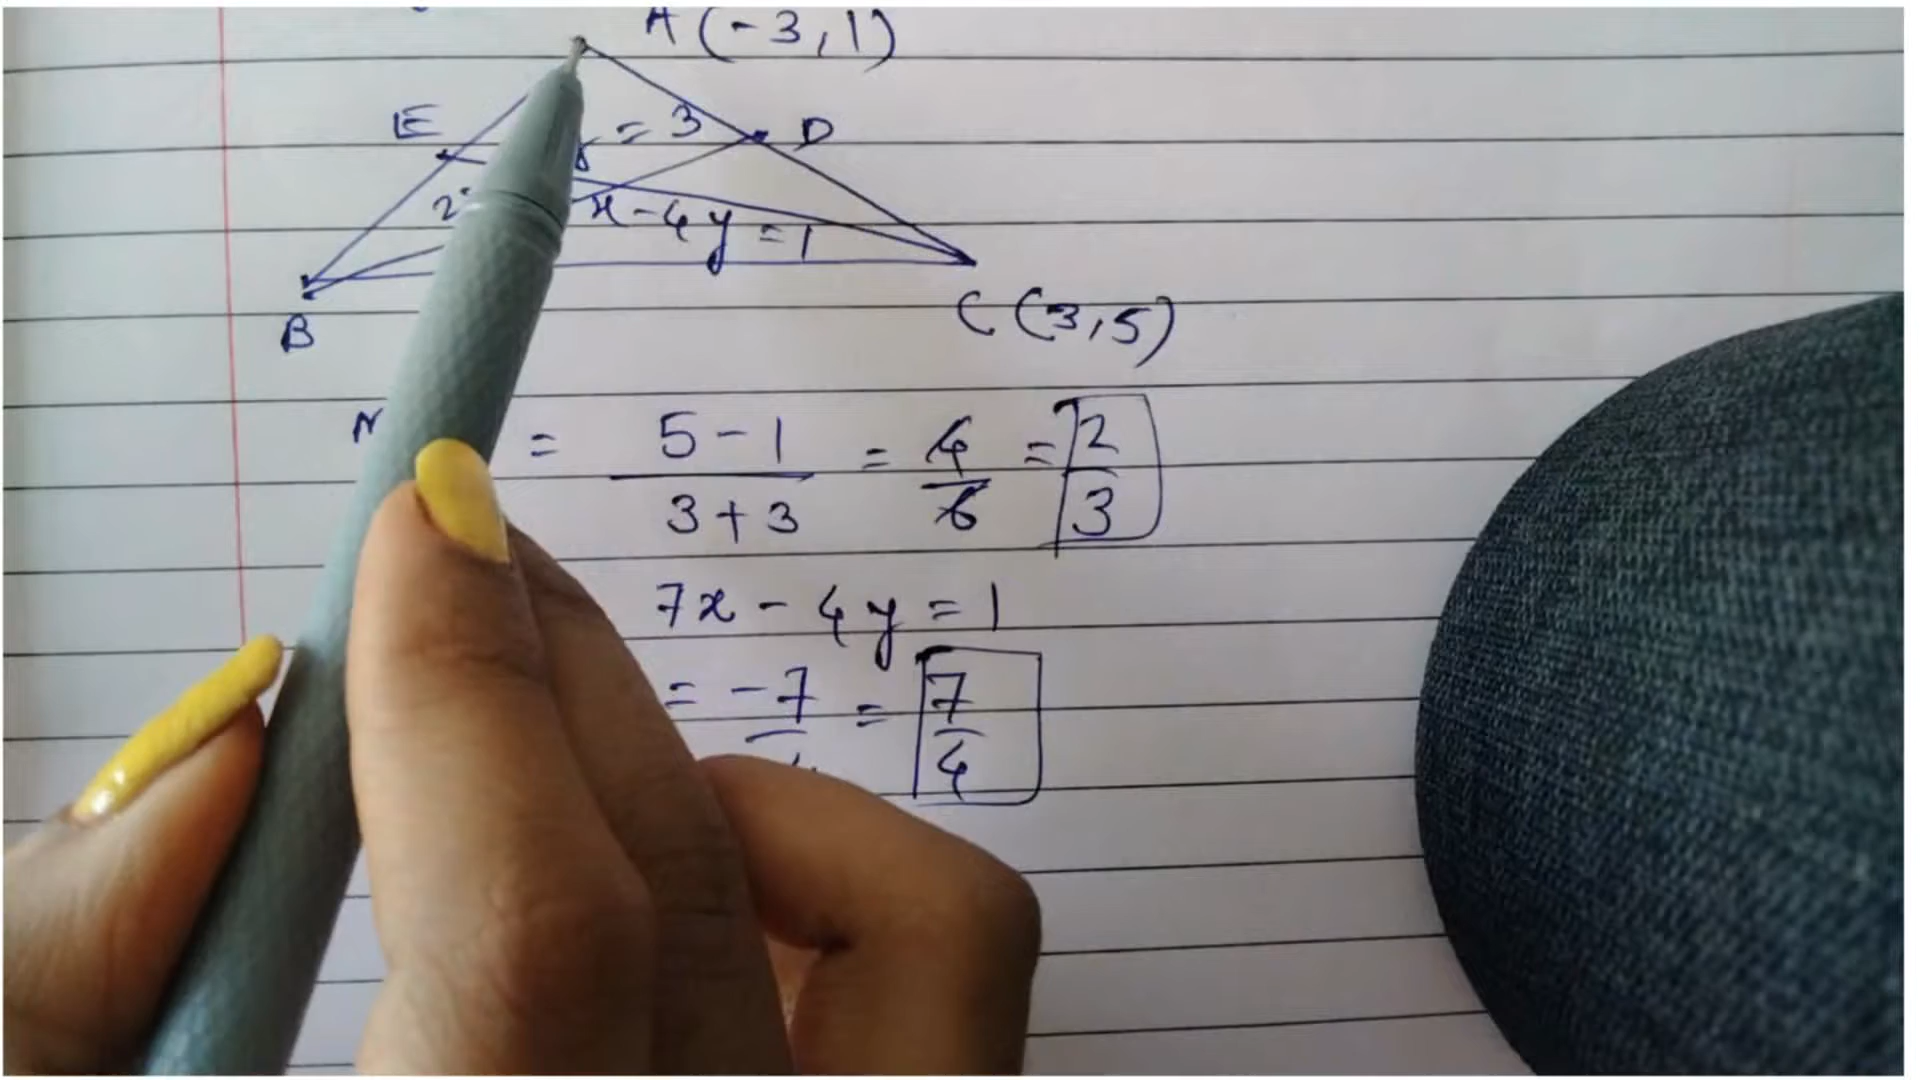 A (-3, 1)
E = 3 D
2 x - 4y = 1
B
C (3, 5)
= 5 - 1 / 3 + 3 = 4/6 = 2/3
7x - 4y = 1
= -7 / = 7/4